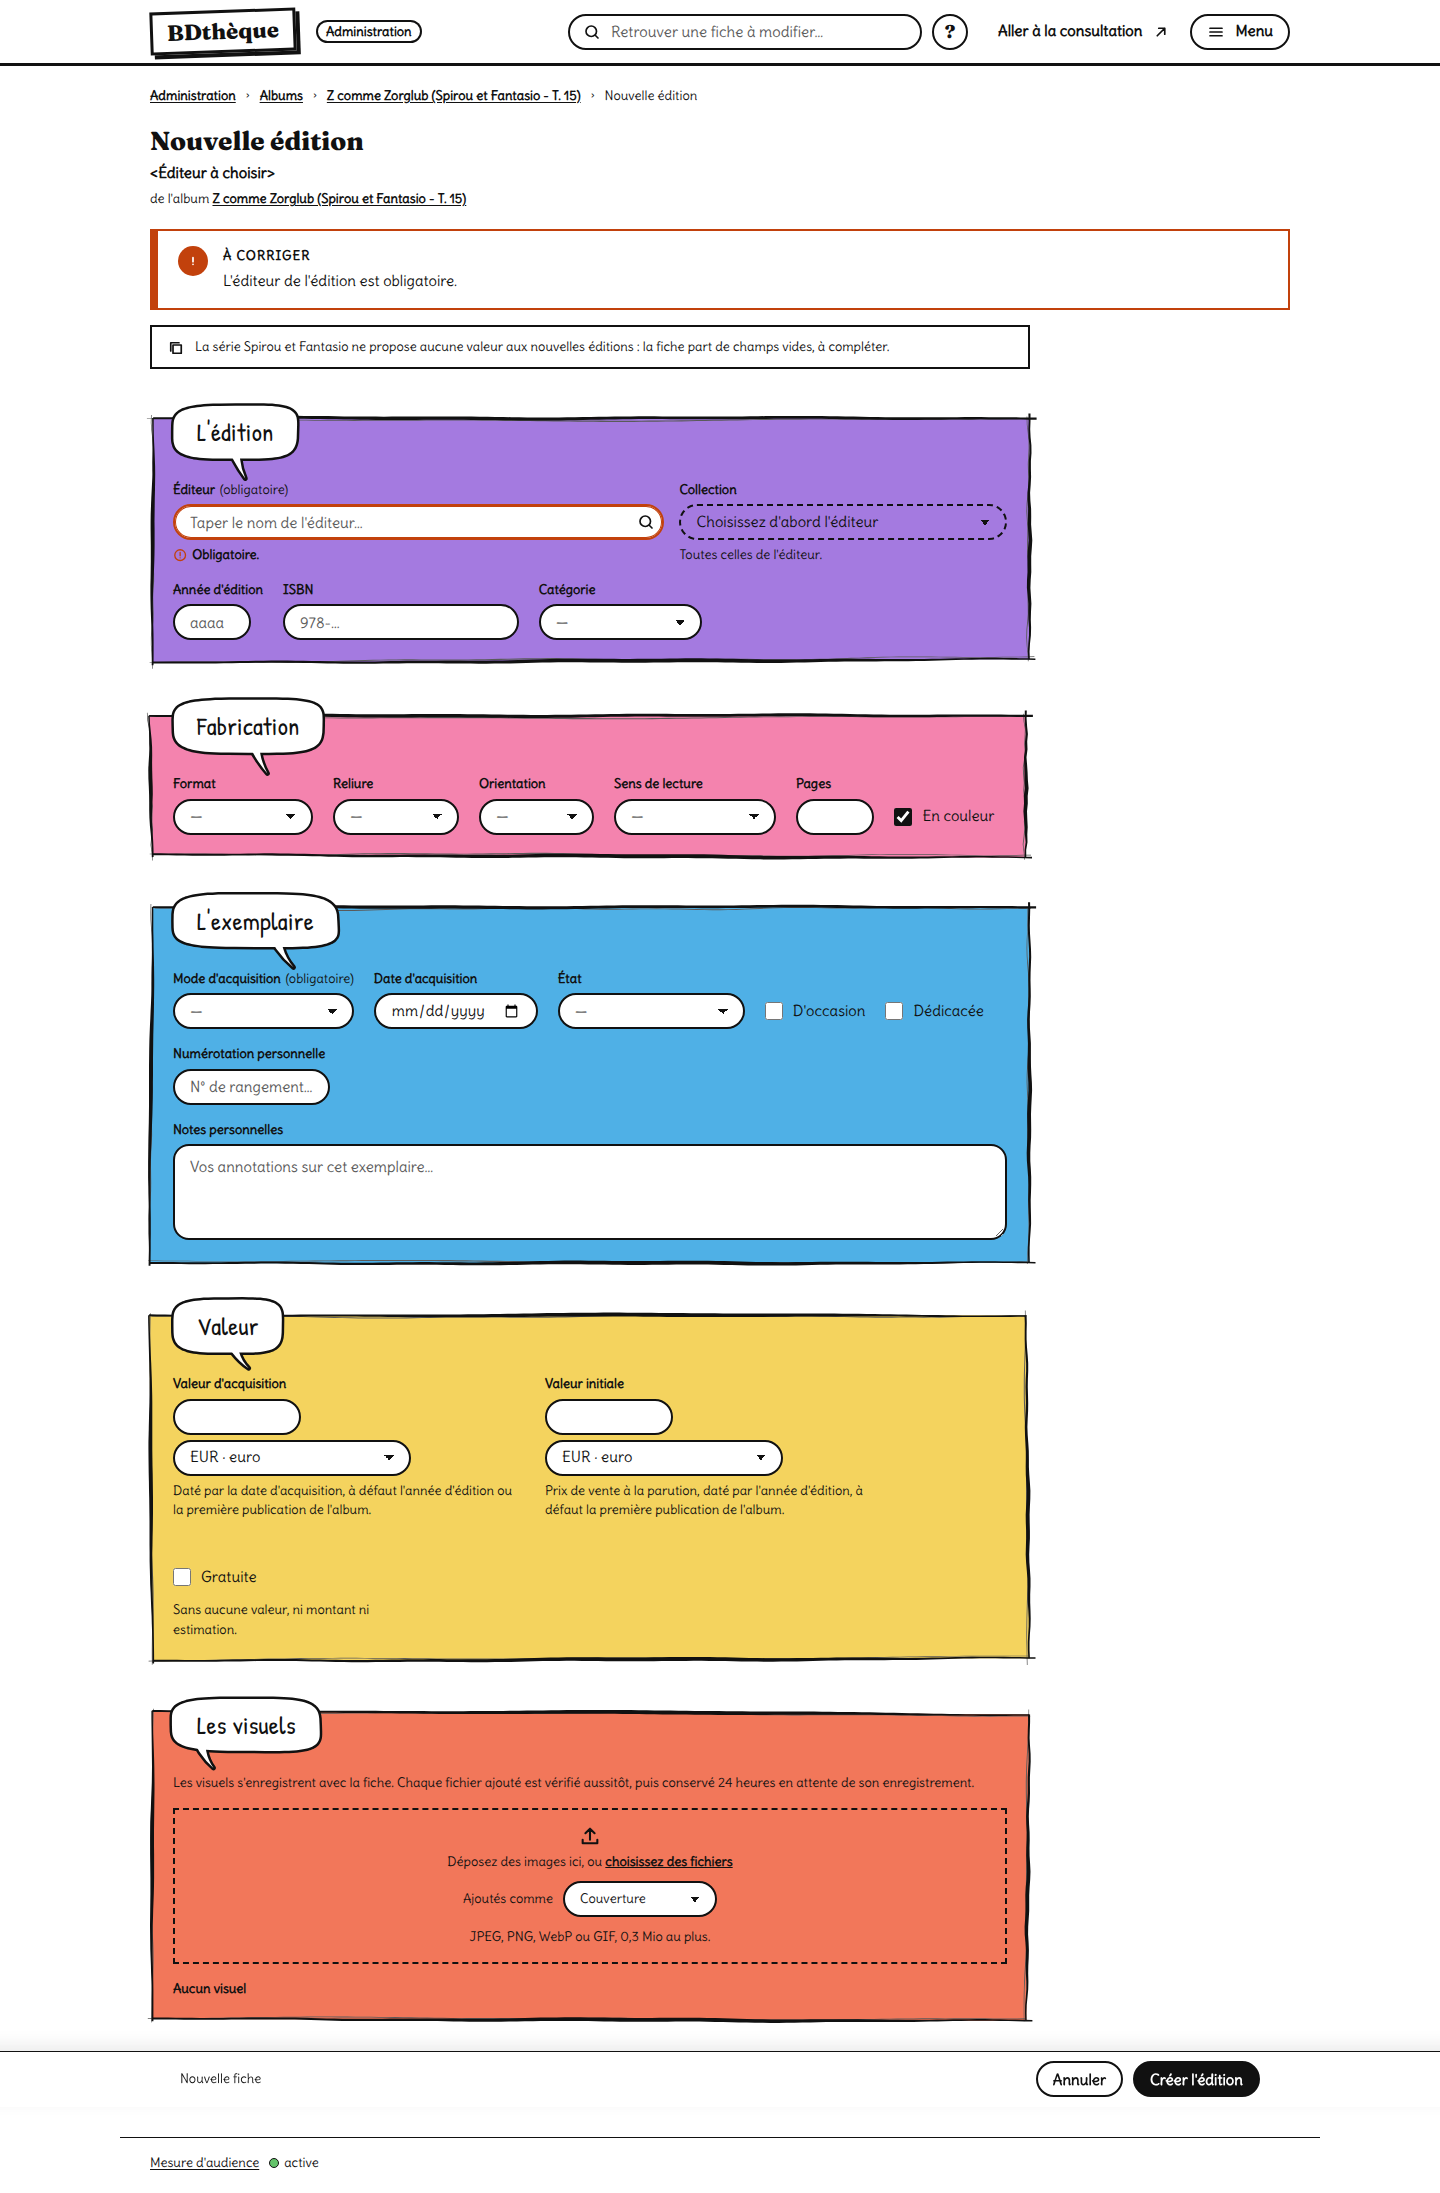 BDthèque
Administration
Retrouver une fiche à modifier...
?
Aller à la consultation
Menu
Administration › Albums › Z comme Zorglub (Spirou et Fantasio - T. 15) › Nouvelle édition
Nouvelle édition
<Éditeur à choisir>
de l'album Z comme Zorglub (Spirou et Fantasio - T. 15)
À CORRIGER
L'éditeur de l'édition est obligatoire.
La série Spirou et Fantasio ne propose aucune valeur aux nouvelles éditions : la fiche part de champs vides, à compléter.
L'édition
Éditeur (obligatoire) Collection
Taper le nom de l'éditeur... Choisissez d'abord l'éditeur
Obligatoire. Toutes celles de l'éditeur.
Année d'édition ISBN Catégorie
aaaa 978-... —
Fabrication
Format Reliure Orientation Sens de lecture Pages
— — — — En couleur
L'exemplaire
Mode d'acquisition (obligatoire) Date d'acquisition État
— mm/dd/yyyy — D'occasion Dédicacée
Numérotation personnelle
N° de rangement...
Notes personnelles
Vos annotations sur cet exemplaire...
Valeur
Valeur d'acquisition Valeur initiale
EUR · euro EUR · euro
Daté par la date d'acquisition, à défaut l'année d'édition ou Prix de vente à la parution, daté par l'année d'édition, à
la première publication de l'album. défaut la première publication de l'album.
Gratuite
Sans aucune valeur, ni montant ni
estimation.
Les visuels
Les visuels s'enregistrent avec la fiche. Chaque fichier ajouté est vérifié aussitôt, puis conservé 24 heures en attente de son enregistrement.
Déposez des images ici, ou choisissez des fichiers
Ajoutés comme Couverture
JPEG, PNG, WebP ou GIF, 0,3 Mio au plus.
Aucun visuel
Nouvelle fiche Annuler Créer l'édition
Mesure d'audience active